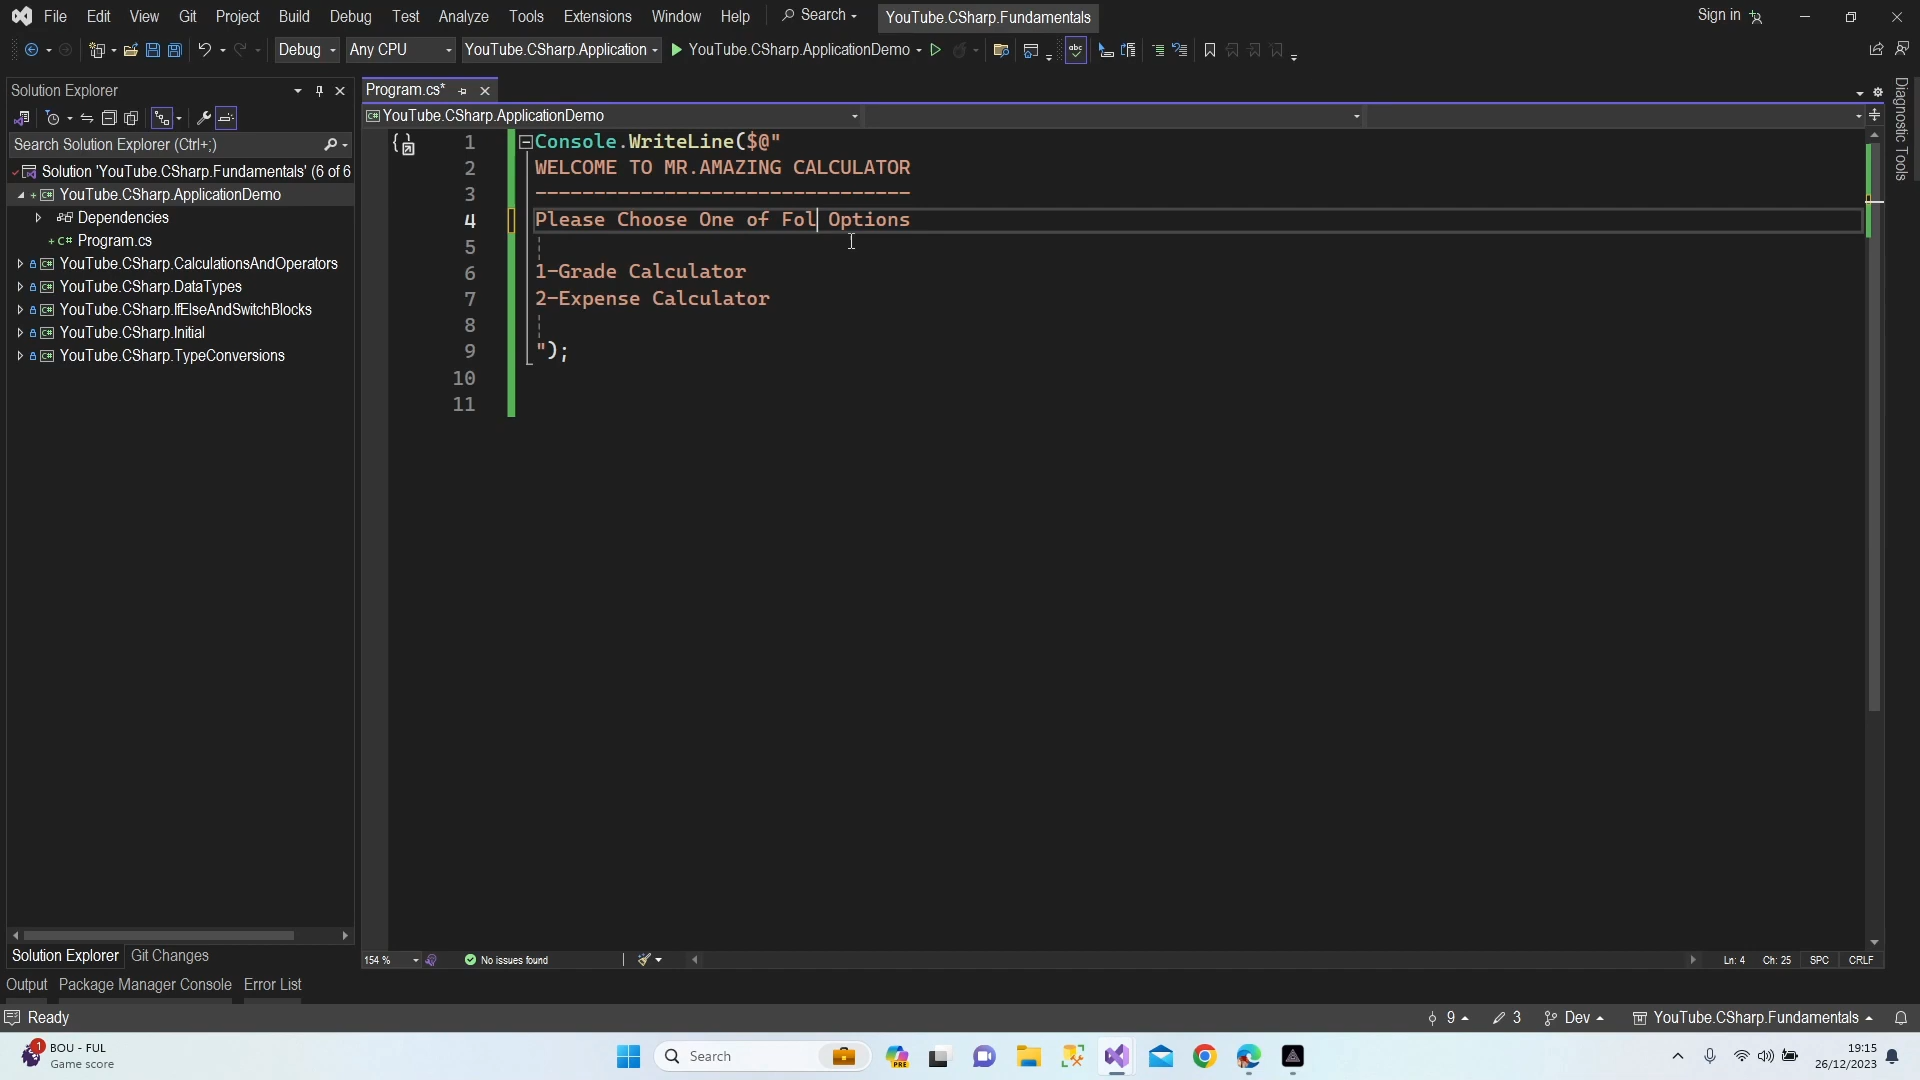 File Edit View Git Project Build Debug Test Analyze Tools Extensions Window Help Search YouTube.CSharp.Fundamentals Sign in
Debug Any CPU YouTube.CSharp.Application YouTube.CSharp.ApplicationDemo
Solution Explorer
Program.cs*
YouTube.CSharp.ApplicationDemo
Search Solution Explorer (Ctrl+;)
Solution 'YouTube.CSharp.Fundamentals' (6 of 6
YouTube.CSharp.ApplicationDemo
Dependencies
Program.cs
YouTube.CSharp.CalculationsAndOperators
YouTube.CSharp.DataTypes
YouTube.CSharp.IfElseAndSwitchBlocks
YouTube.CSharp.Initial
YouTube.CSharp.TypeConversions
1 Console.WriteLine($@"
2 WELCOME TO MR.AMAZING CALCULATOR
3 --------------------------------
4 Please Choose One of Fol Options
5
6 1-Grade Calculator
7 2-Expense Calculator
8
9 ");
10
11
Diagnostic Tools
154 % No issues found Ln: 4 Ch: 25 SPC CRLF
Solution Explorer Git Changes
Output Package Manager Console Error List
Ready 9 3 Dev YouTube.CSharp.Fundamentals
1 BOU - FUL
Game score
Search
PRE
19:15
26/12/2023